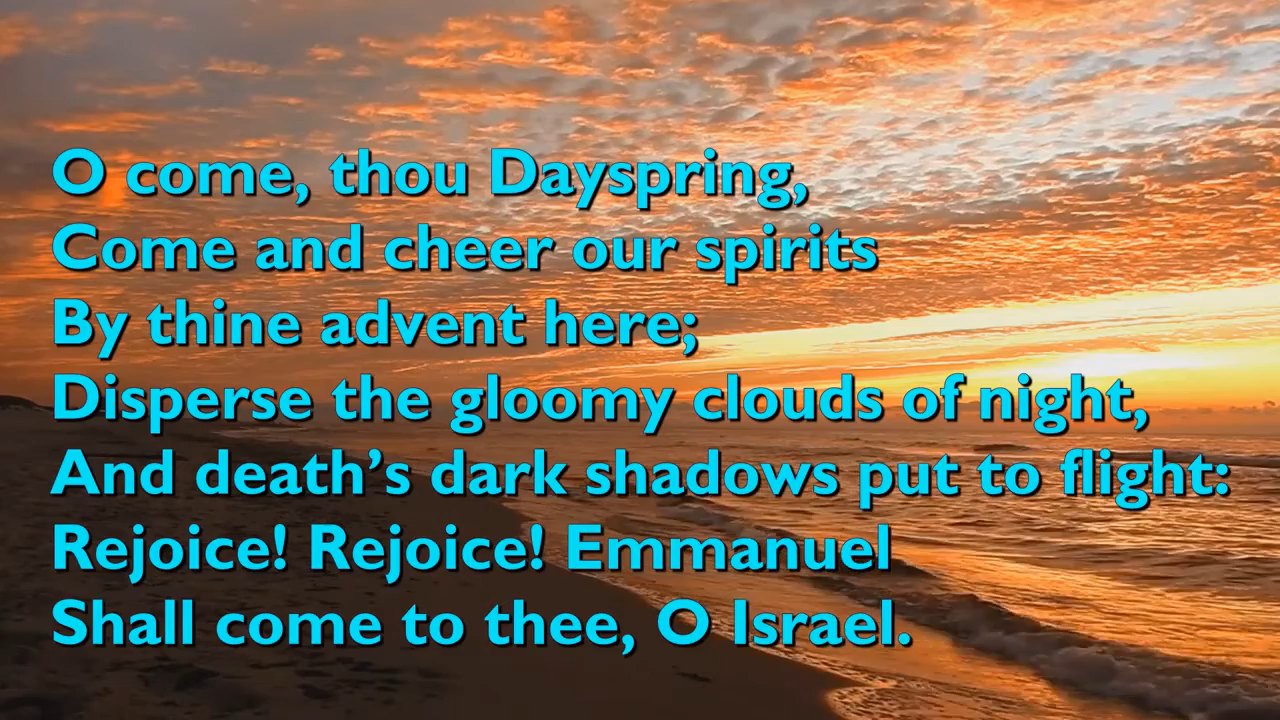 O come, thou Dayspring,
Come and cheer our spirits
By thine advent here;
Disperse the gloomy clouds of night,
And death’s dark shadows put to flight:
Rejoice! Rejoice! Emmanuel
Shall come to thee, O Israel.